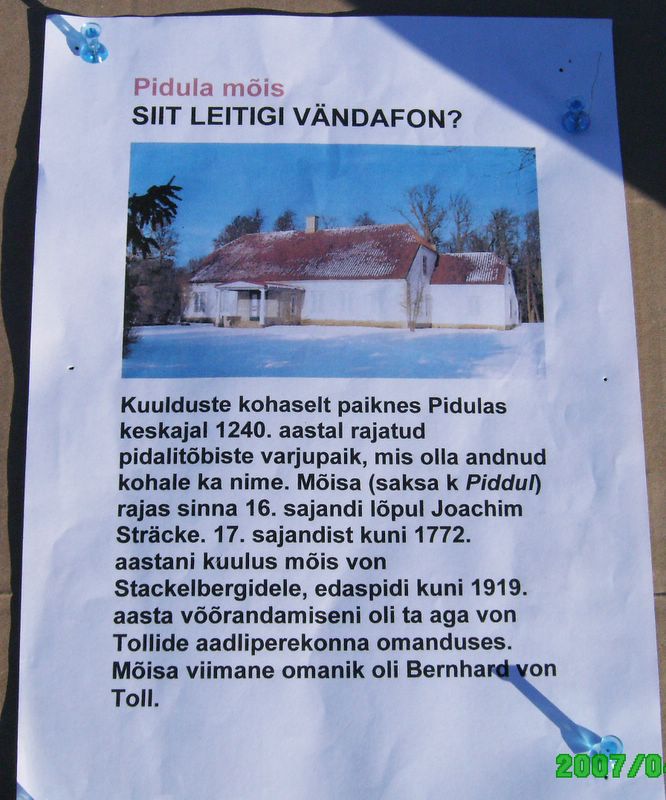 Pidula mõis
SIIT LEITIGI VÄNDAFON?
Kuulduste kohaselt paiknes Pidulas
keskajal 1240. aastal rajatud
pidalitõbiste varjupaik, mis olla andnud
kohale ka nime. Mõisa (saksa k Piddul)
rajas sinna 16. sajandi lõpul Joachim
Sträcke. 17. sajandist kuni 1772.
aastani kuulus mõis von
Stackelbergidele, edaspidi kuni 1919.
aasta võõrandamiseni oli ta aga von
Tollide aadliperekonna omanduses.
Mõisa viimane omanik oli Bernhard von
Toll.
2007/0